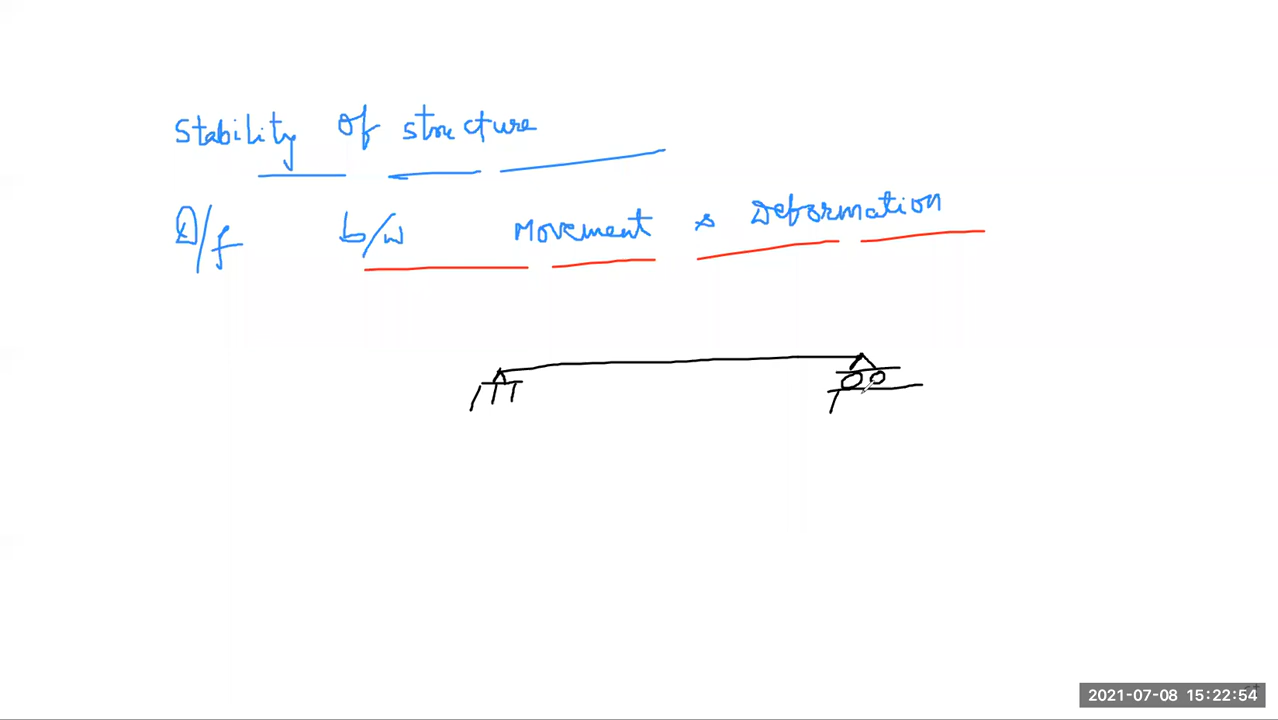 Stability Of structure
D/f b/w Movement & Deformation
2021-07-08 15:22:54